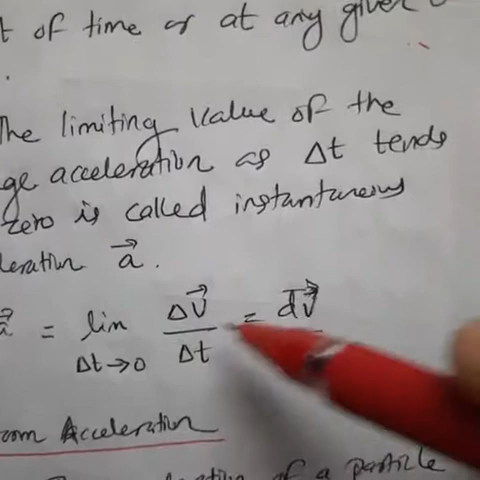 t of time or at any given
.
The limiting value of the
ge acceleration as Δt tends
zero is called instantaneous
leration a⃗.
a⃗ = lim Δt→0 Δv⃗/Δt = dv⃗
om Acceleration
of a particle